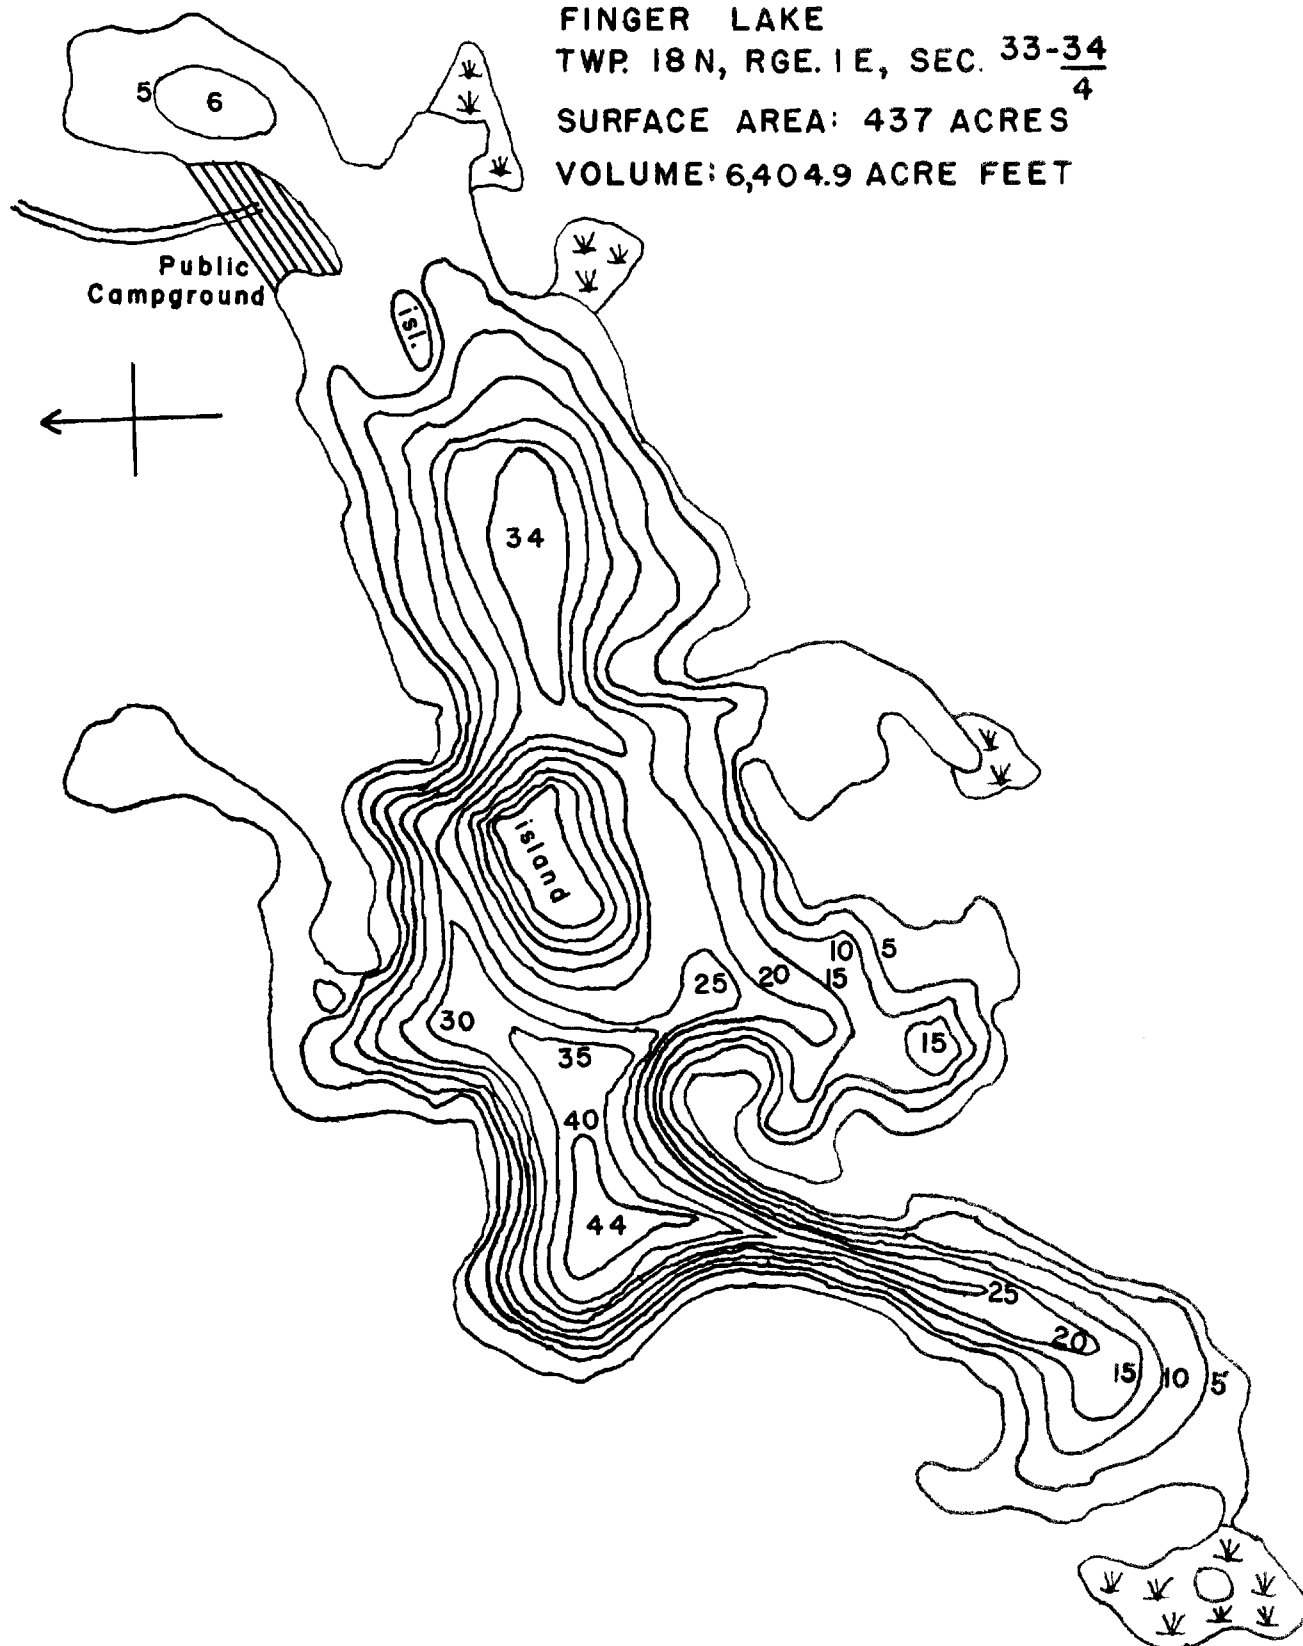 FINGER LAKE
TWP. 18N, RGE. 1E, SEC. 33-34
4
SURFACE AREA: 437 ACRES
VOLUME: 6,404.9 ACRE FEET
5
6
Public
Campground
isl.
34
island
10
5
25
20
15
30
15
35
40
44
25
20
15
10
5